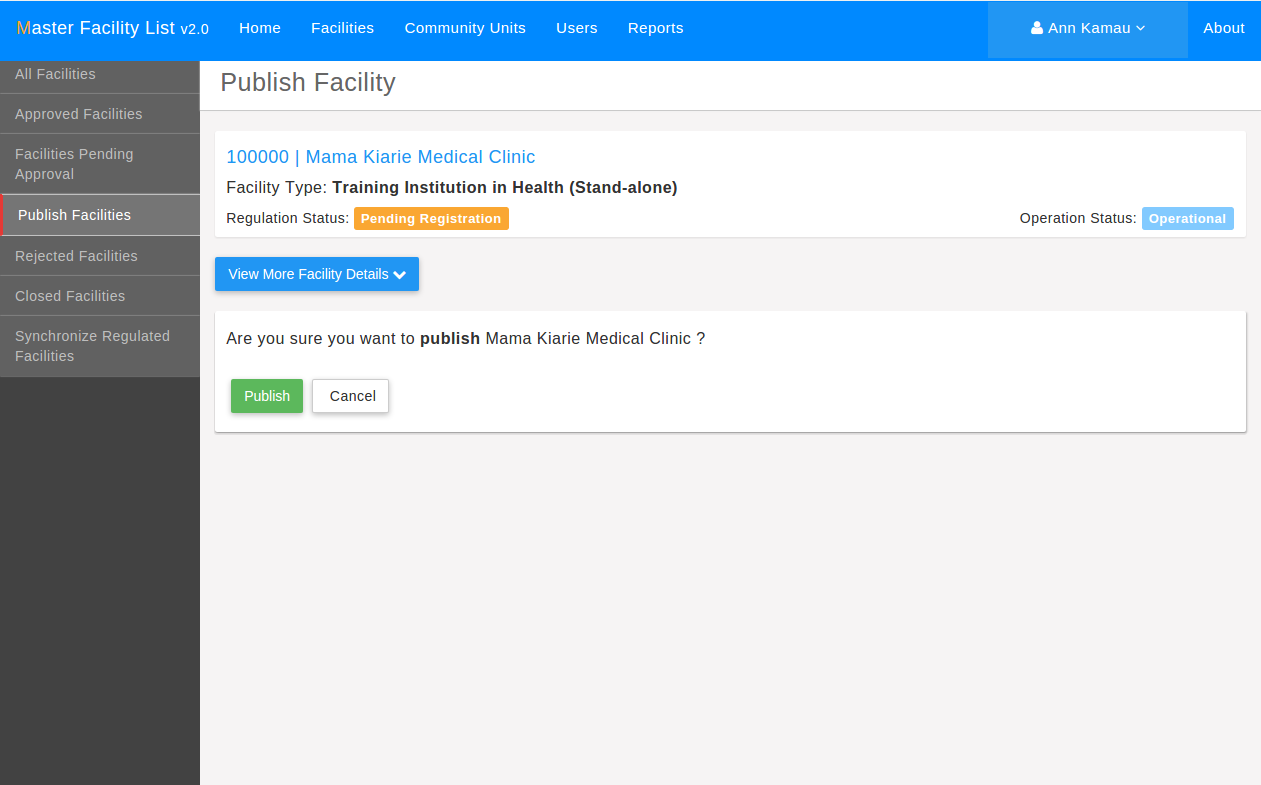 Master Facility List v2.0 Home Facilities Community Units Users Reports Ann Kamau About
All Facilities
Approved Facilities
Facilities Pending
Approval
Publish Facilities
Rejected Facilities
Closed Facilities
Synchronize Regulated
Facilities
Publish Facility
100000 | Mama Kiarie Medical Clinic
Facility Type: Training Institution in Health (Stand-alone)
Regulation Status: Pending Registration Operation Status: Operational
View More Facility Details
Are you sure you want to publish Mama Kiarie Medical Clinic ?
Publish Cancel